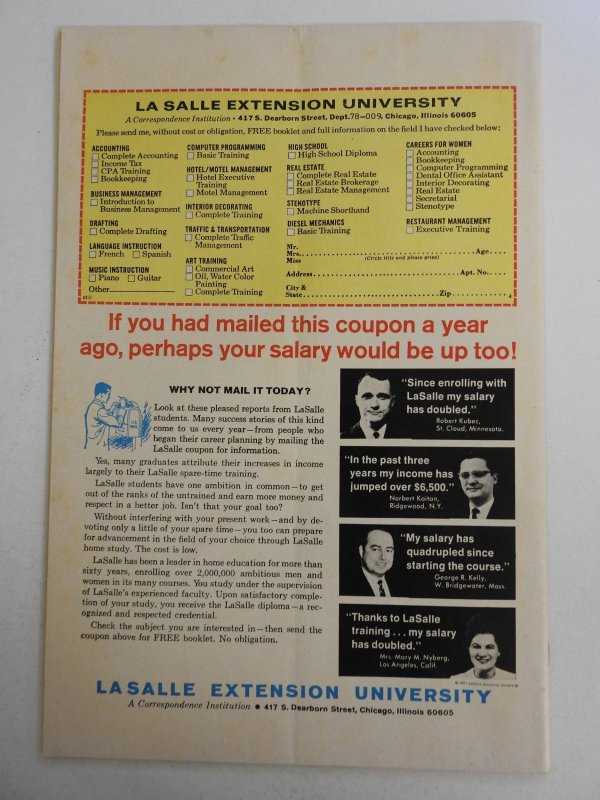 LA SALLE EXTENSION UNIVERSITY
A Correspondence Institution • 417 S. Dearborn Street, Dept. 78-009, Chicago, Illinois 60605
Please send me, without cost or obligation, FREE booklet and full information on the field I have checked below:
ACCOUNTING
Complete Accounting
Income Tax
CPA Training
Bookkeeping
BUSINESS MANAGEMENT
Introduction to
Business Management
DRAFTING
Complete Drafting
LANGUAGE INSTRUCTION
French Spanish
MUSIC INSTRUCTION
Piano Guitar
Other
COMPUTER PROGRAMMING
Basic Training
HOTEL/MOTEL MANAGEMENT
Hotel Executive
Training
Motel Management
INTERIOR DECORATING
Complete Training
TRAFFIC & TRANSPORTATION
Complete Traffic
Management
ART TRAINING
Commercial Art
Oil, Water Color
Painting
Complete Training
HIGH SCHOOL
High School Diploma
REAL ESTATE
Complete Real Estate
Real Estate Brokerage
Real Estate Management
STENOTYPE
Machine Shorthand
DIESEL MECHANICS
Basic Training
CAREERS FOR WOMEN
Accounting
Bookkeeping
Computer Programming
Dental Office Assistant
Interior Decorating
Real Estate
Secretarial
Stenotype
RESTAURANT MANAGEMENT
Executive Training
Mr.
Mrs. Age
Miss (Circle title and please print)
Address Apt. No.
City &
State Zip
If you had mailed this coupon a year
ago, perhaps your salary would be up too!
WHY NOT MAIL IT TODAY?
Look at these pleased reports from LaSalle
students. Many success stories of this kind
come to us every year—from people who
began their career planning by mailing the
LaSalle coupon for information.
Yes, many graduates attribute their increases in income
largely to their LaSalle spare-time training.
LaSalle students have one ambition in common—to get
out of the ranks of the untrained and earn more money and
respect in a better job. Isn't that your goal too?
Without interfering with your present work—and by de-
voting only a little of your spare time—you too can prepare
for advancement in the field of your choice through LaSalle
home study. The cost is low.
LaSalle has been a leader in home education for more than
sixty years, enrolling over 2,000,000 ambitious men and
women in its many courses. You study under the supervision
of LaSalle's experienced faculty. Upon satisfactory comple-
tion of your study, you receive the LaSalle diploma—a rec-
ognized and respected credential.
Check the subject you are interested in—then send the
coupon above for FREE booklet. No obligation.
"Since enrolling with
LaSalle my salary
has doubled."
Robert Kubec,
St. Cloud, Minnesota.
"In the past three
years my income has
jumped over $6,500."
Norbert Kaitan,
Ridgewood, N.Y.
"My salary has
quadrupled since
starting the course."
George R. Kelly,
W. Bridgewater, Mass.
"Thanks to LaSalle
training . . . my salary
has doubled."
Mrs. Mary M. Nyberg,
Los Angeles, Calif.
LA SALLE EXTENSION UNIVERSITY
A Correspondence Institution • 417 S. Dearborn Street, Chicago, Illinois 60605